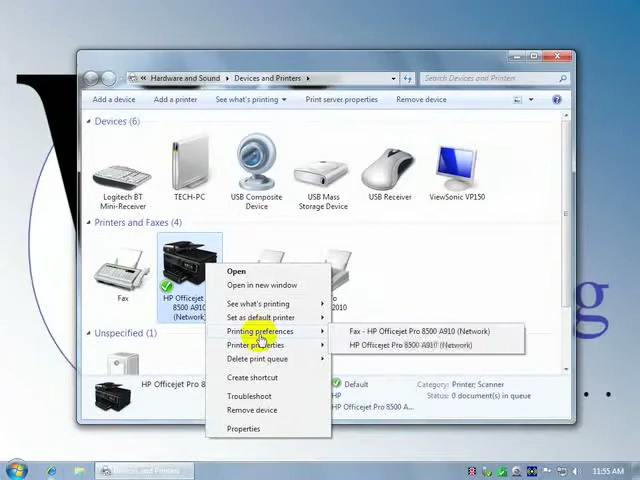 Hardware and Sound ▸ Devices and Printers ▸
Search Devices and Printers
Add a device Add a printer See what's printing Print server properties Remove device
Devices (6)
Logitech BT Mini-Receiver
TECH-PC
USB Composite Device
USB Mass Storage Device
USB Receiver
ViewSonic VP150
Printers and Faxes (4)
Fax
HP Officejet
8500 A910
(Network)
2010
Unspecified (1)
Open
Open in new window
See what's printing
Set as default printer
Printing preferences
Printer properties
Delete print queue
Create shortcut
Troubleshoot
Remove device
Properties
Fax - HP Officejet Pro 8500 A910 (Network)
HP Officejet Pro 8500 A910 (Network)
HP Officejet Pro 8
Default
HP
HP Officejet Pro 8500 A...
Category: Printer; Scanner
Status: 0 document(s) in queue
g
Devices and Printers
11:55 AM